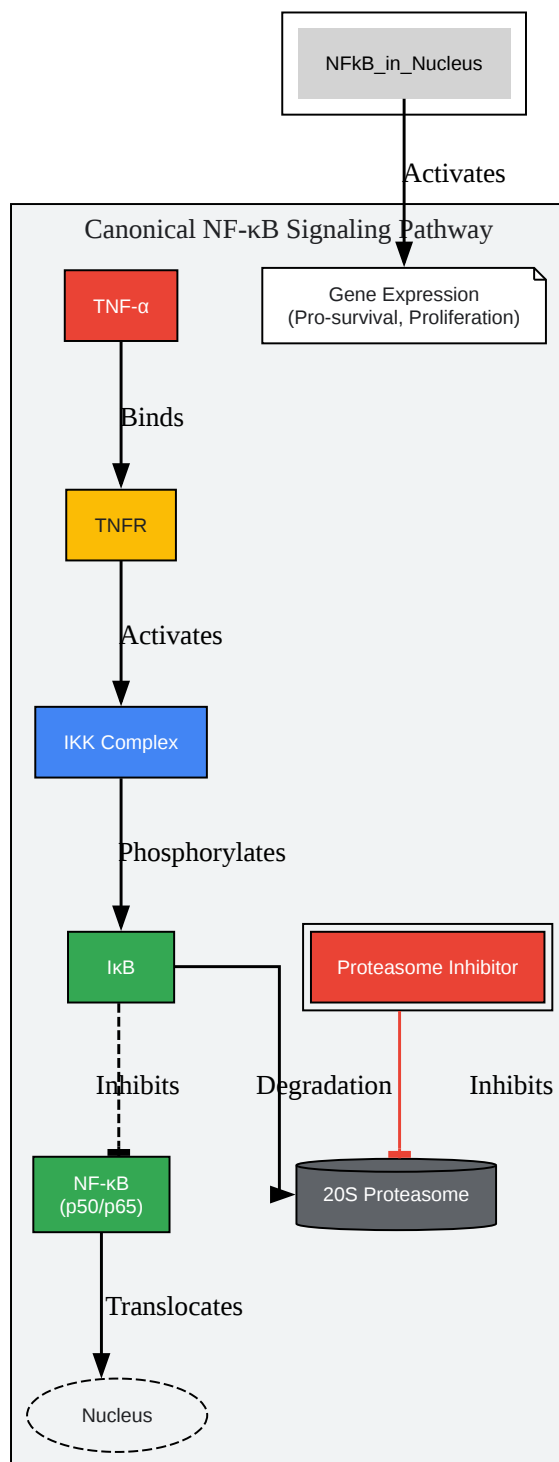 NFkB_in_Nucleus
Activates
Canonical NF-κB Signaling Pathway
TNF-α
Gene Expression
(Pro-survival, Proliferation)
Binds
TNFR
Activates
IKK Complex
Phosphorylates
IκB
Proteasome Inhibitor
Inhibits
Degradation
Inhibits
NF-κB
(p50/p65)
20S Proteasome
Translocates
Nucleus